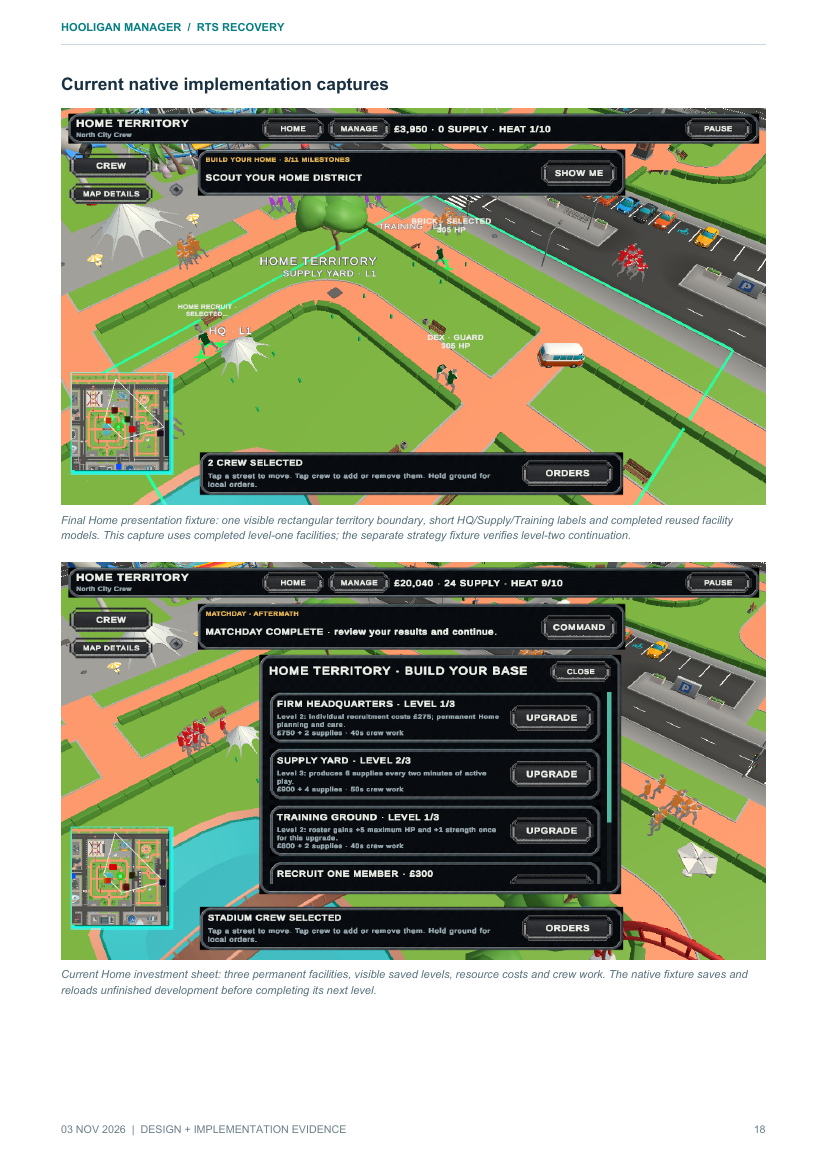 HOOLIGAN MANAGER / RTS RECOVERY
Current native implementation captures
HOME TERRITORY
North City Crew
HOME
MANAGE
£3,950 · 0 SUPPLY · HEAT 1/10
PAUSE
CREW
MAP DETAILS
BUILD YOUR HOME · 3/11 MILESTONES
SCOUT YOUR HOME DISTRICT
SHOW ME
BRICK · SELECTED
305 HP
TRAINING
HOME TERRITORY
SUPPLY YARD · L1
HOME RECRUIT ·
SELECTED...
HQ L1
DEX · GUARD
305 HP
P
2 CREW SELECTED
Tap a street to move. Tap crew to add or remove them. Hold ground for
local orders.
ORDERS
Final Home presentation fixture: one visible rectangular territory boundary, short HQ/Supply/Training labels and completed reused facility
models. This capture uses completed level-one facilities; the separate strategy fixture verifies level-two continuation.
HOME TERRITORY
North City Crew
HOME
MANAGE
£20,040 · 24 SUPPLY · HEAT 9/10
PAUSE
CREW
MAP DETAILS
MATCHDAY · AFTERMATH
MATCHDAY COMPLETE · review your results and continue.
COMMAND
HOME TERRITORY · BUILD YOUR BASE
CLOSE
FIRM HEADQUARTERS · LEVEL 1/3
Level 2: individual recruitment costs £275; permanent Home
planning and care.
£750 + 2 supplies · 40s crew work
UPGRADE
SUPPLY YARD · LEVEL 2/3
Level 3: produces 6 supplies every two minutes of active
play.
£900 + 4 supplies · 50s crew work
UPGRADE
TRAINING GROUND · LEVEL 1/3
Level 2: roster gains +5 maximum HP and +1 strength once
for this upgrade.
£600 + 2 supplies · 40s crew work
UPGRADE
RECRUIT ONE MEMBER · £300
P
STADIUM CREW SELECTED
Tap a street to move. Tap crew to add or remove them. Hold ground for
local orders.
ORDERS
Current Home investment sheet: three permanent facilities, visible saved levels, resource costs and crew work. The native fixture saves and
reloads unfinished development before completing its next level.
03 NOV 2026 | DESIGN + IMPLEMENTATION EVIDENCE
18